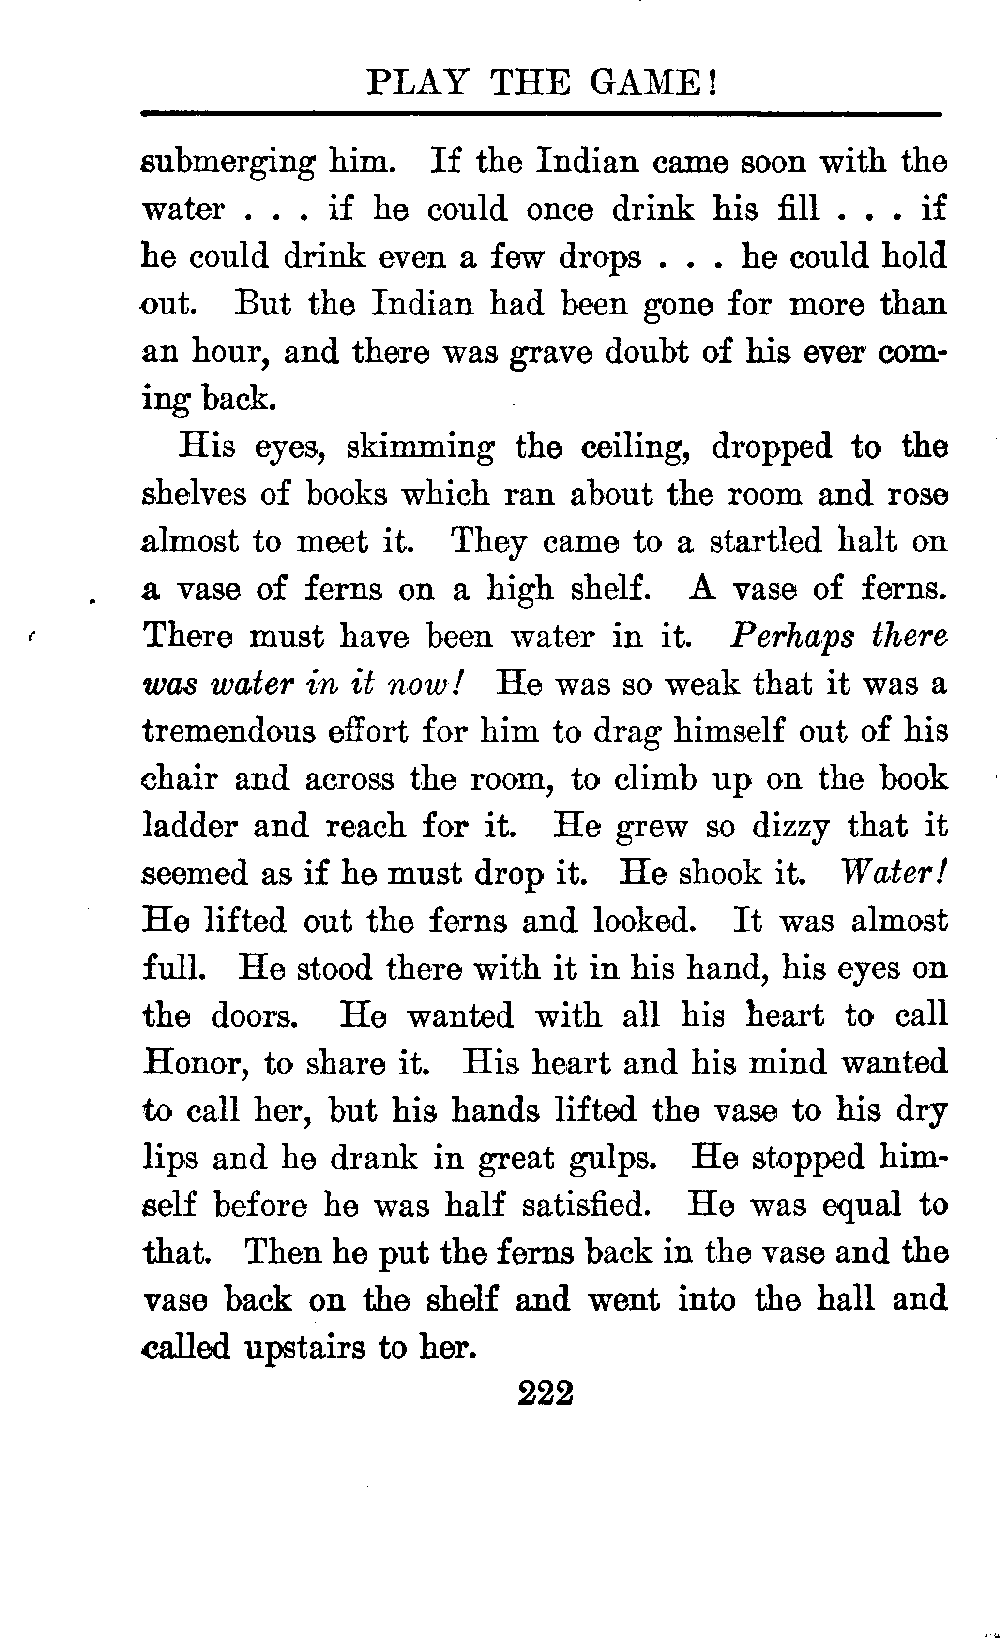 PLAY THE GAME!
submerging him. If the Indian came soon with the
water . . . if he could once drink his fill . . . if
he could drink even a few drops . . . he could hold
out. But the Indian had been gone for more than
an hour, and there was grave doubt of his ever com-
ing back.
His eyes, skimming the ceiling, dropped to the
shelves of books which ran about the room and rose
almost to meet it. They came to a startled halt on
a vase of ferns on a high shelf. A vase of ferns.
There must have been water in it. Perhaps there
was water in it now! He was so weak that it was a
tremendous effort for him to drag himself out of his
chair and across the room, to climb up on the book
ladder and reach for it. He grew so dizzy that it
seemed as if he must drop it. He shook it. Water!
He lifted out the ferns and looked. It was almost
full. He stood there with it in his hand, his eyes on
the doors. He wanted with all his heart to call
Honor, to share it. His heart and his mind wanted
to call her, but his hands lifted the vase to his dry
lips and he drank in great gulps. He stopped him-
self before he was half satisfied. He was equal to
that. Then he put the ferns back in the vase and the
vase back on the shelf and went into the hall and
called upstairs to her.
222